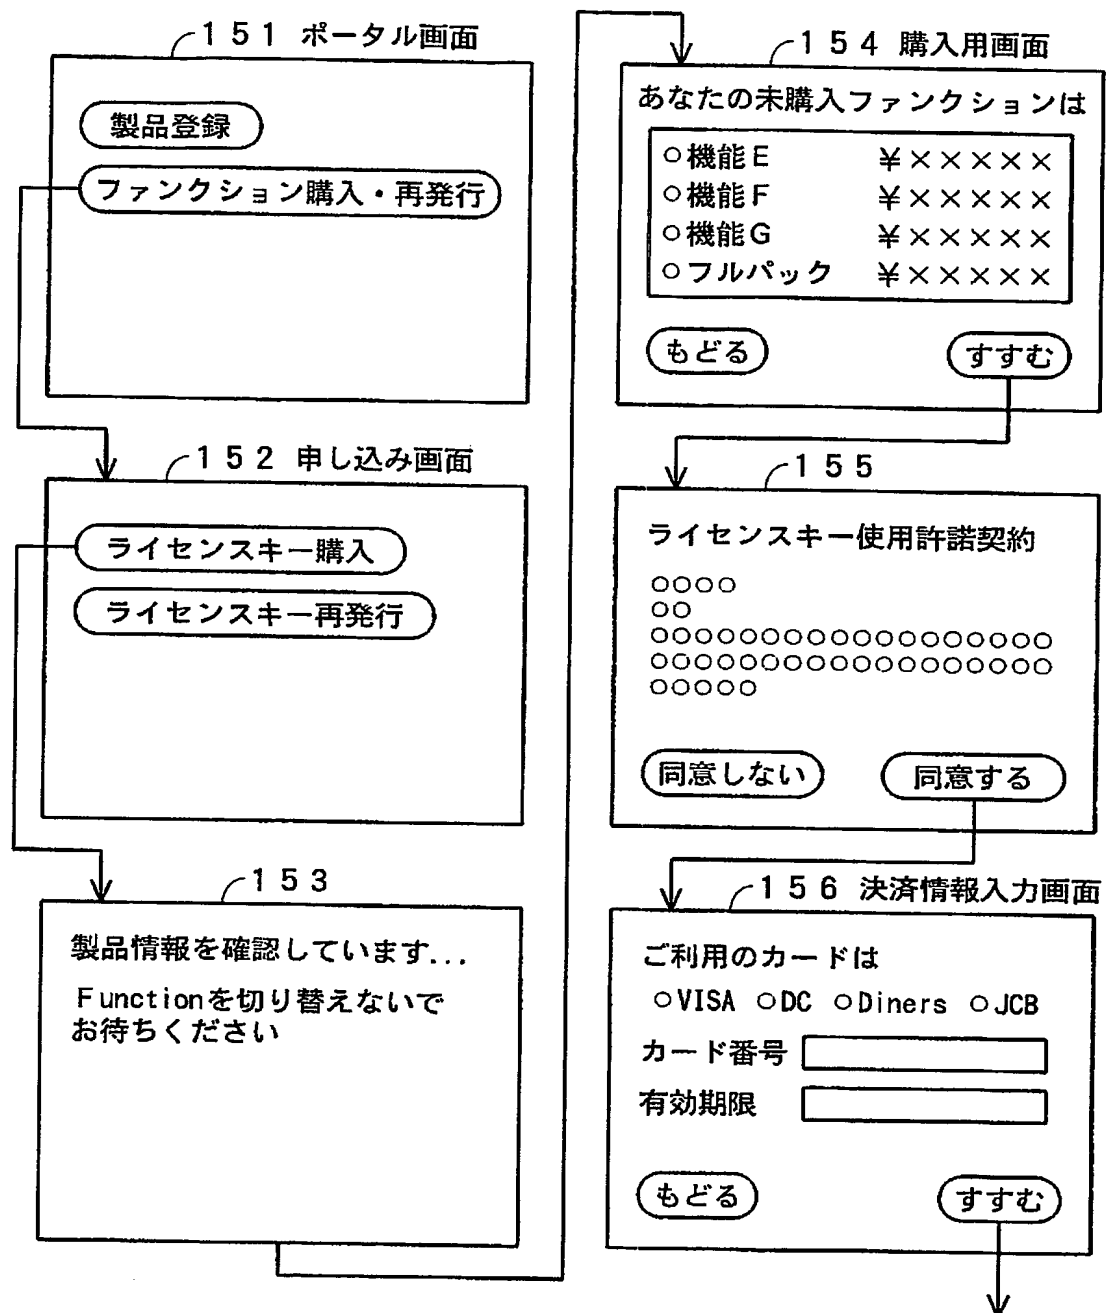 151 ポータル画面
製品登録
ファンクション購入・再発行
152 申し込み画面
ライセンスキー購入
ライセンスキー再発行
153
製品情報を確認しています...
Functionを切り替えないで
お待ちください
154 購入用画面
あなたの未購入ファンクションは
○機能E ¥×××××
○機能F ¥×××××
○機能G ¥×××××
○フルパック ¥×××××
もどる すすむ
155
ライセンスキー使用許諾契約
○○○○
○○
○○○○○○○○○○○○○○○○○○
○○○○○○○○○○○○○○○○○○
○○○○○
同意しない 同意する
156 決済情報入力画面
ご利用のカードは
○VISA ○DC ○Diners ○JCB
カード番号
有効期限
もどる すすむ